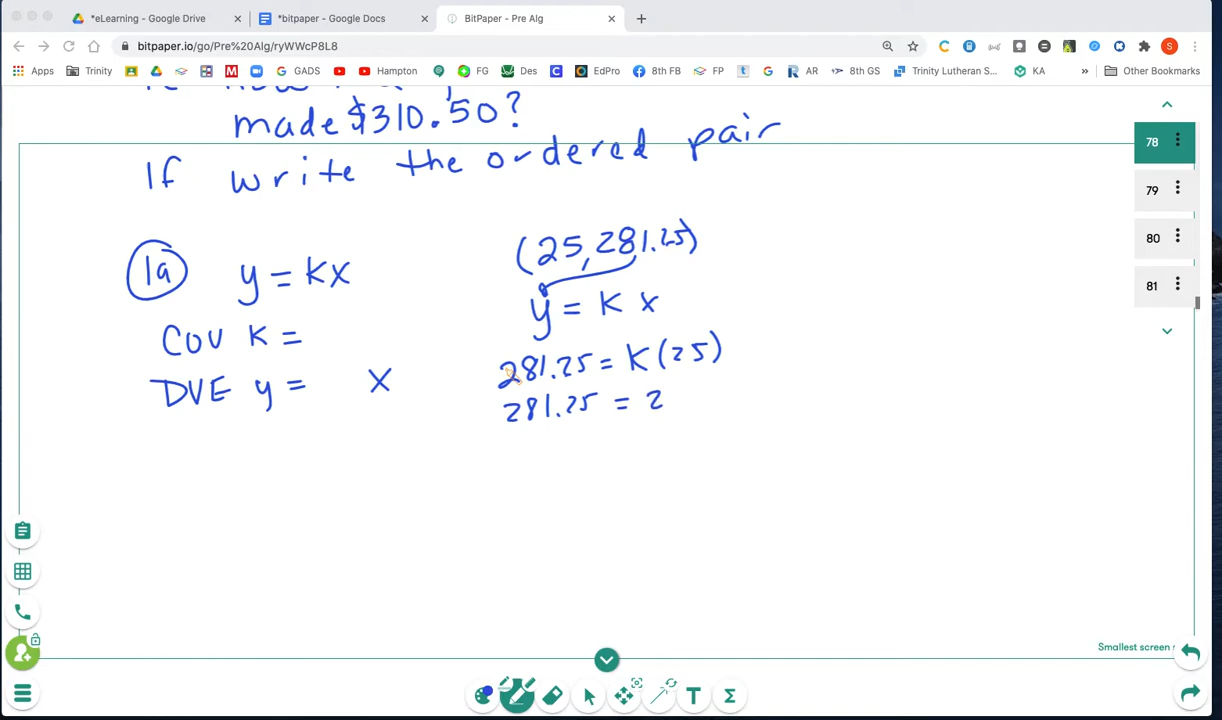 *eLearning - Google Drive
*bitpaper - Google Docs
BitPaper - Pre Alg
bitpaper.io/go/Pre%20Alg/ryWWcP8L8
Apps
Trinity
GADS
Hampton
FG
Des
EdPro
8th FB
FP
AR
8th GS
Trinity Lutheran S...
KA
»
Other Bookmarks
made $310.50?
If write the ordered pair
78
79
80
81
(25, 281.25)
1a y = kx
y = k x
COV k =
281.25 = k(25)
DVE y = x
281.25 = 2
Smallest screen